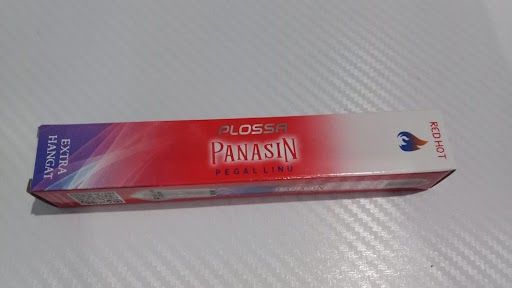 EXTRA
HANGAT
PLOSSA
PANASIN
PEGAL LINU
RED HOT